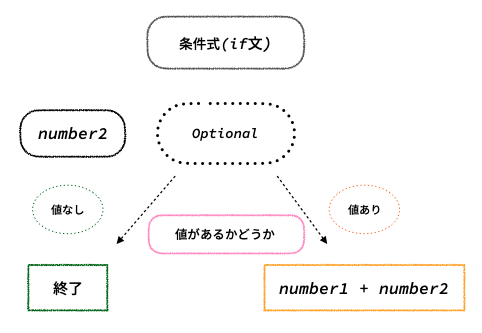 条件式(if文)
number2
Optional
値なし
値あり
値があるかどうか
終了
number1 + number2